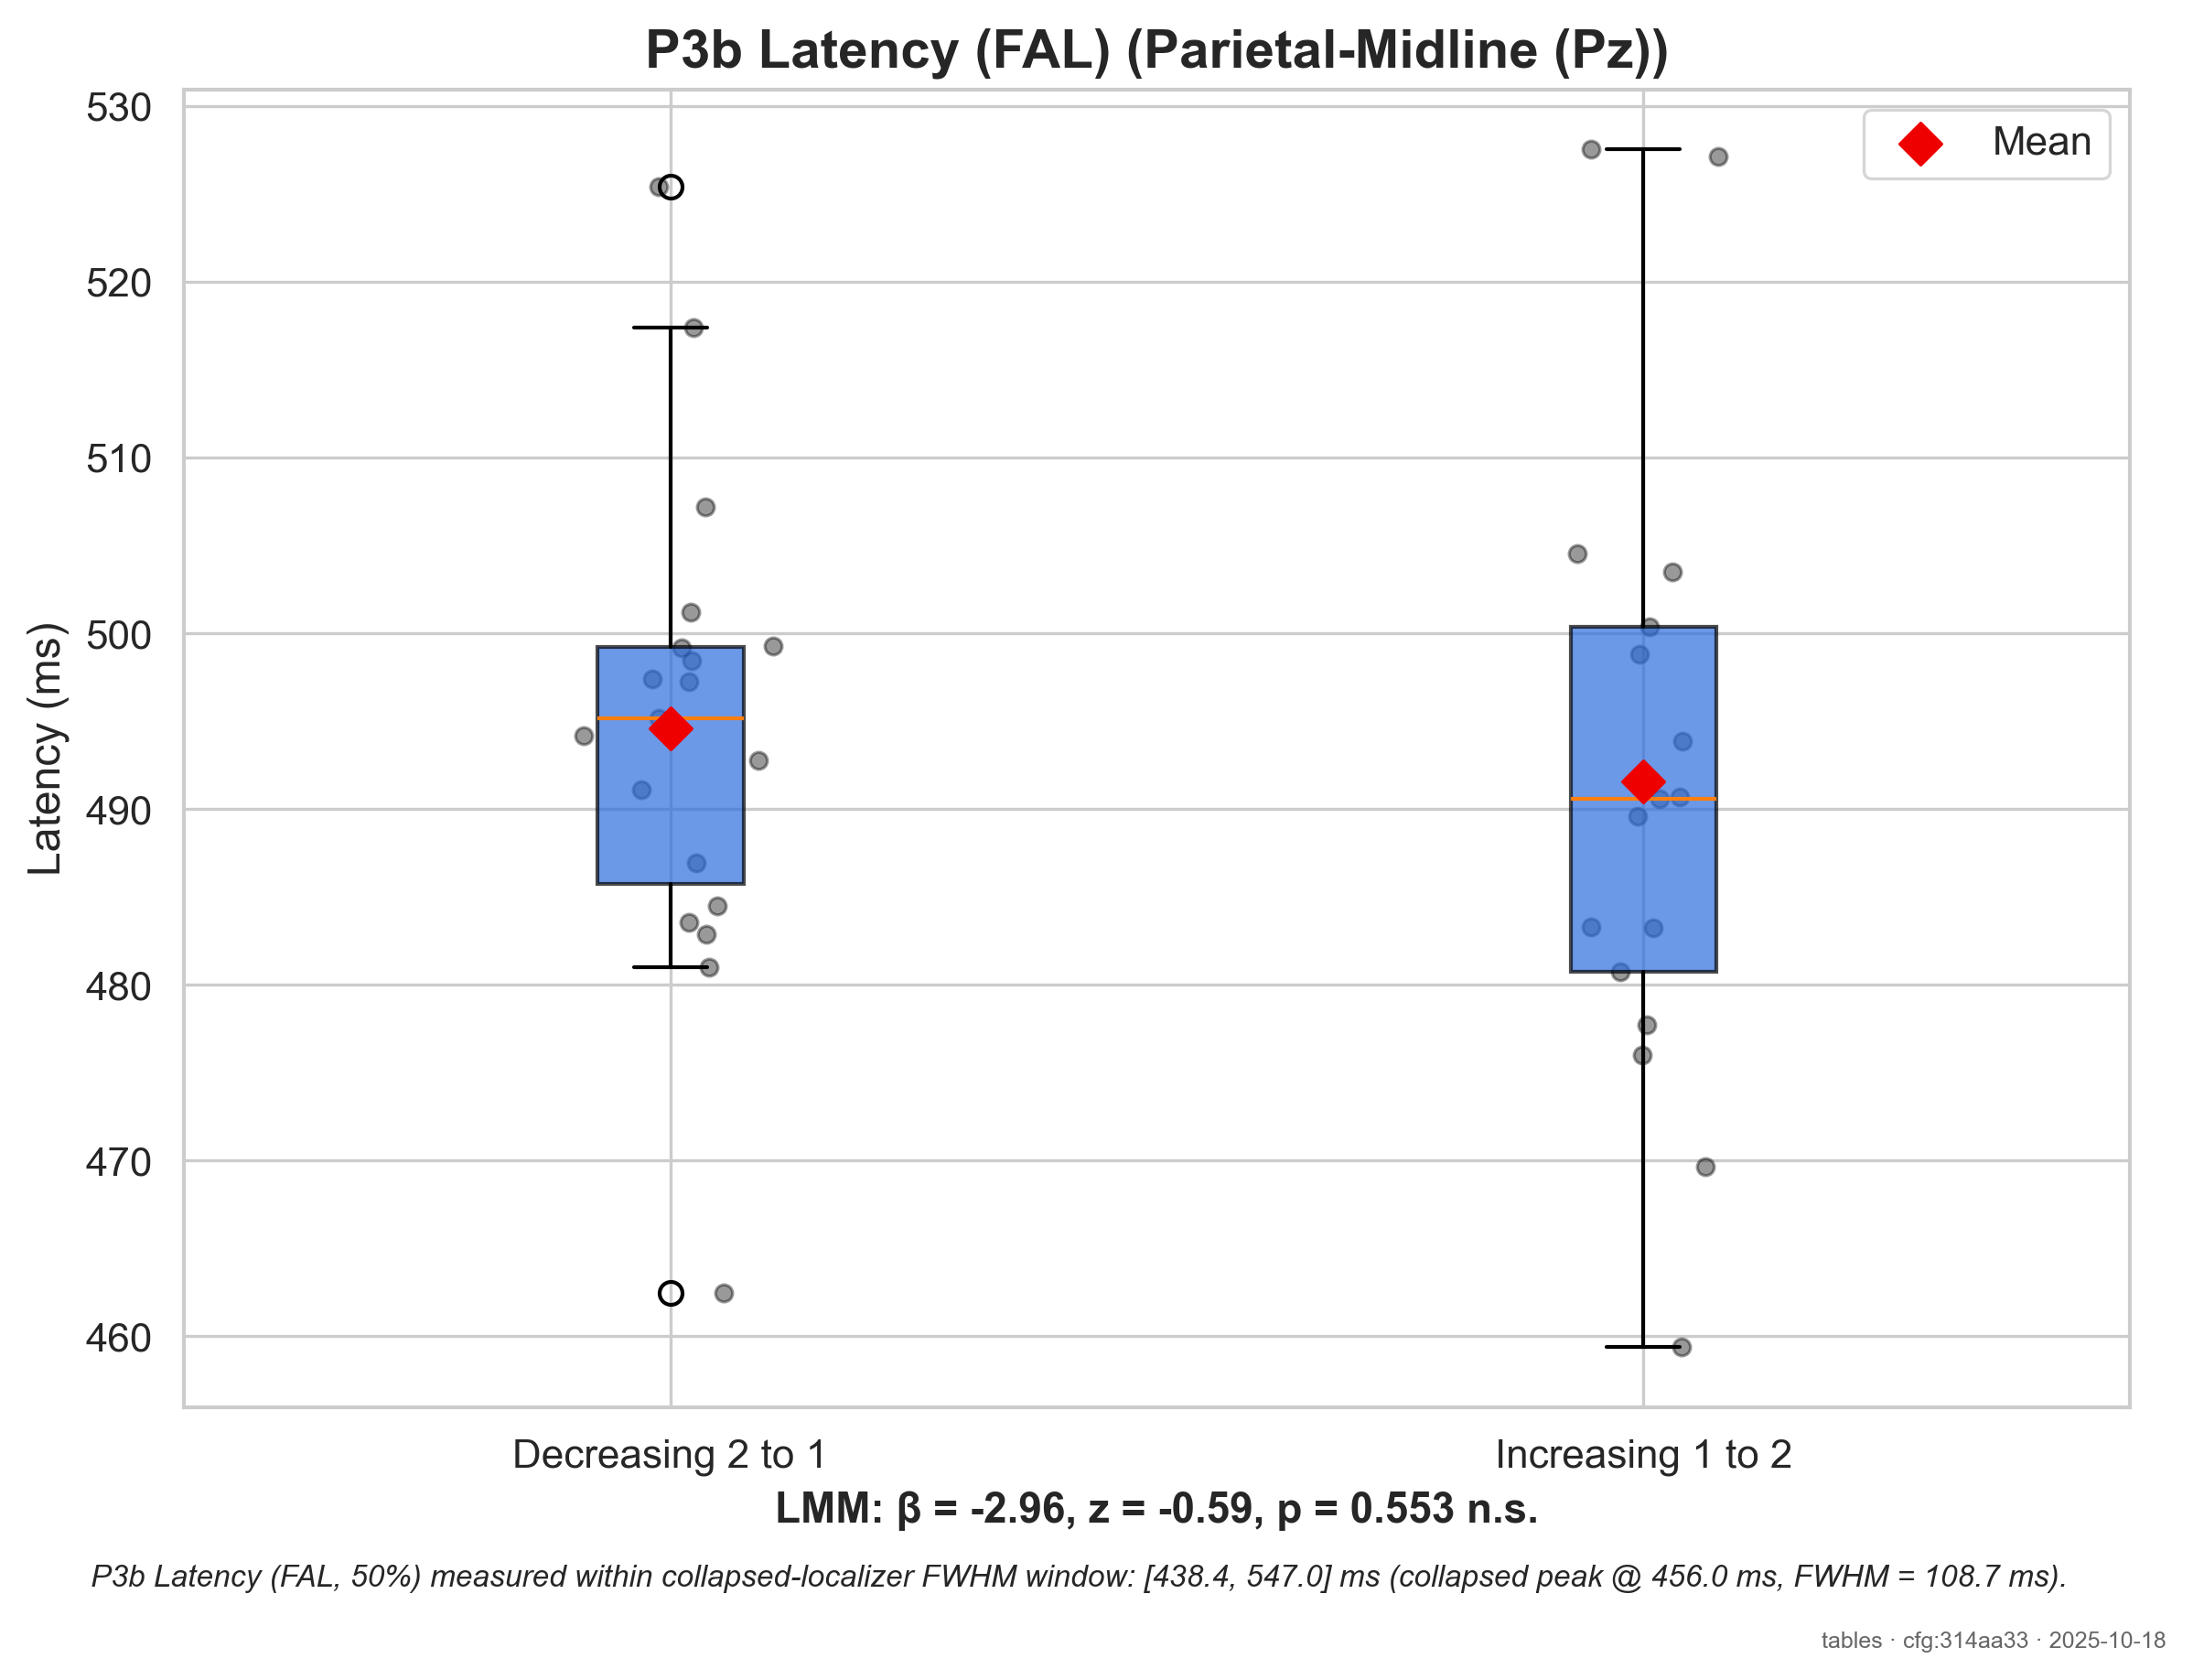 P3b Latency (FAL) (Parietal-Midline (Pz))
530
520
510
500
490
480
470
460
Latency (ms)
Mean
Decreasing 2 to 1
Increasing 1 to 2
LMM: β = -2.96, z = -0.59, p = 0.553 n.s.
P3b Latency (FAL, 50%) measured within collapsed-localizer FWHM window: [438.4, 547.0] ms (collapsed peak @ 456.0 ms, FWHM = 108.7 ms).
tables · cfg:314aa33 · 2025-10-18